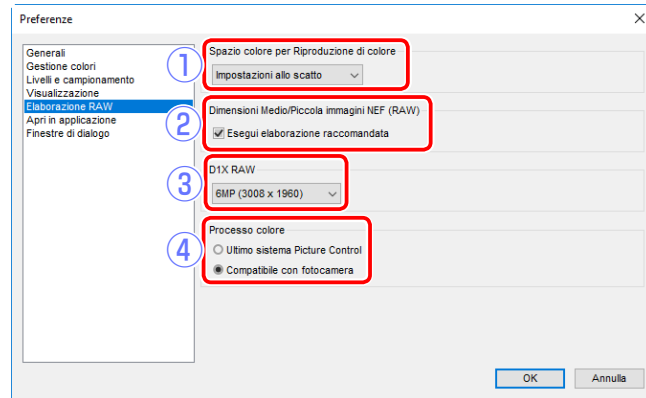 Preferenze
Generali
Gestione colori
Livelli e campionamento
Visualizzazione
Elaborazione RAW
Apri in applicazione
Finestre di dialogo
1
Spazio colore per Riproduzione di colore
Impostazioni allo scatto
2
Dimensioni Medio/Piccola immagini NEF (RAW)
Esegui elaborazione raccomandata
3
D1X RAW
6MP (3008 x 1960)
4
Processo colore
Ultimo sistema Picture Control
Compatibile con fotocamera
OK
Annulla